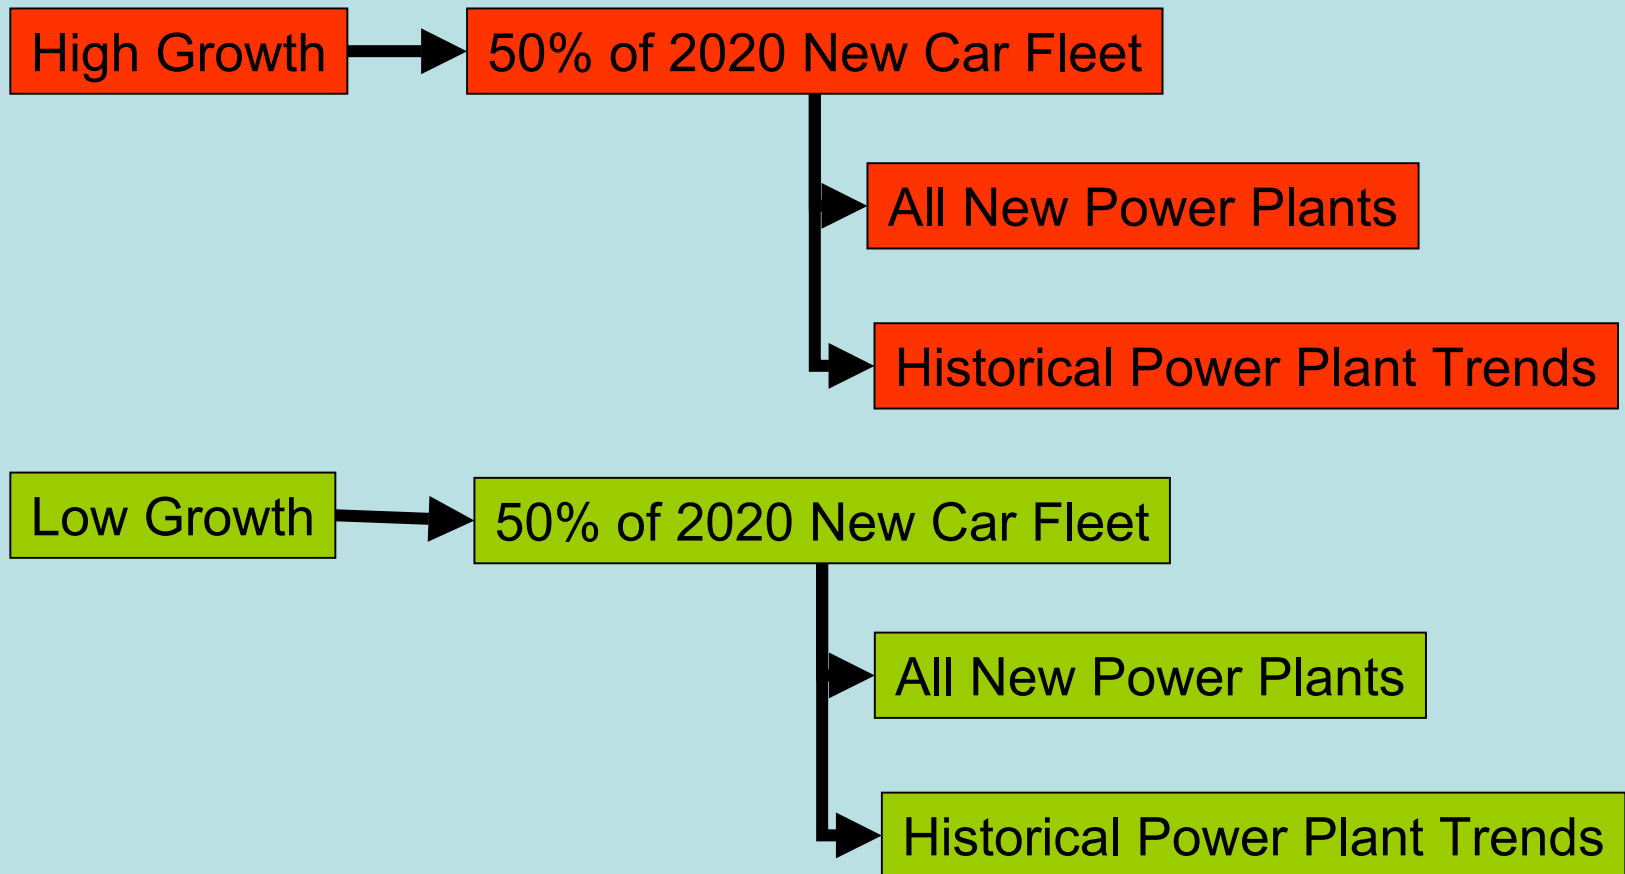 High Growth
50% of 2020 New Car Fleet
All New Power Plants
Historical Power Plant Trends
Low Growth
50% of 2020 New Car Fleet
All New Power Plants
Historical Power Plant Trends